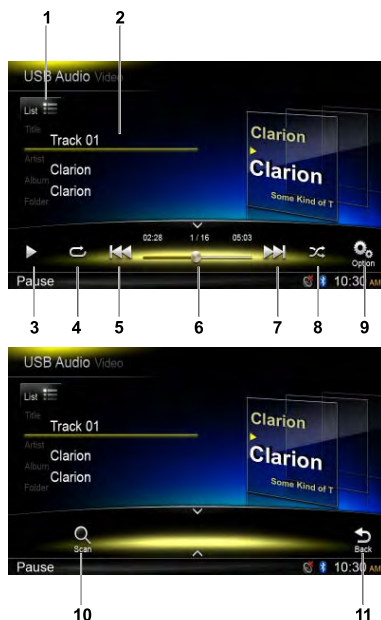 1 2
USB Audio Video
List
Title
Track 01
Artist
Clarion
Album
Clarion
Folder
Clarion
Clarion
Some Kind of T
02:28 1/16 05:03
Option
Pause 10:30 AM
3 4 5 6 7 8 9
USB Audio Video
List
Title
Track 01
Artist
Clarion
Album
Clarion
Folder
Clarion
Clarion
Some Kind of T
Scan Back
Pause 10:30 AM
10 11